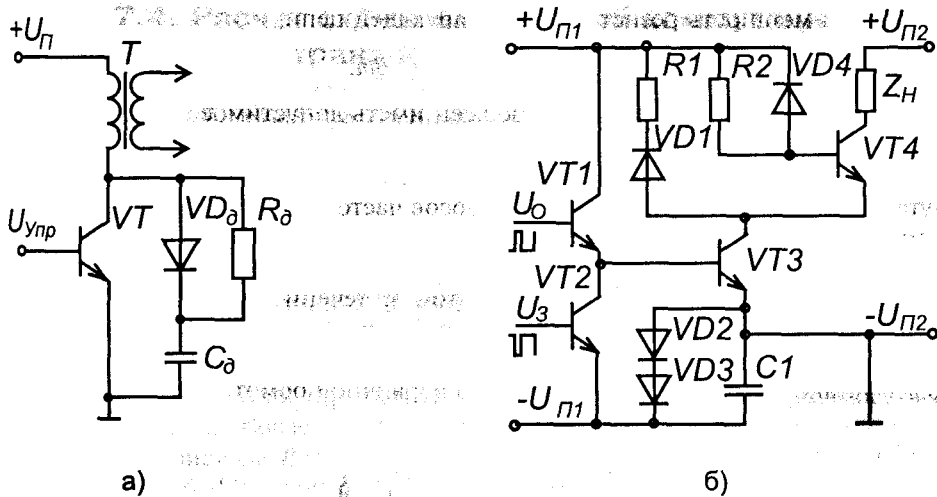 +U_П
T
+U_П1
+U_П2
R1
R2
VD4
Z_Н
VD1
VT4
VT1
U_О
VT
VD_д
R_д
U_Упр
VT3
VT2
U_З
-U_П2
VD2
C1
C_д
VD3
-U_П1
а)
б)